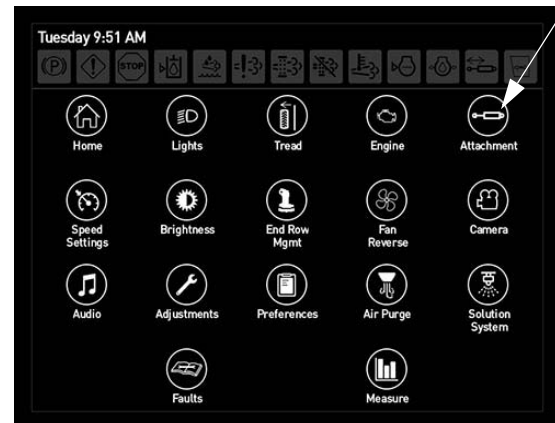 Tuesday 9:51 AM
(P) STOP
Home Lights Tread Engine Attachment
Speed Settings Brightness End Row Mgmt Fan Reverse Camera
Audio Adjustments Preferences Air Purge Solution System
Faults Measure